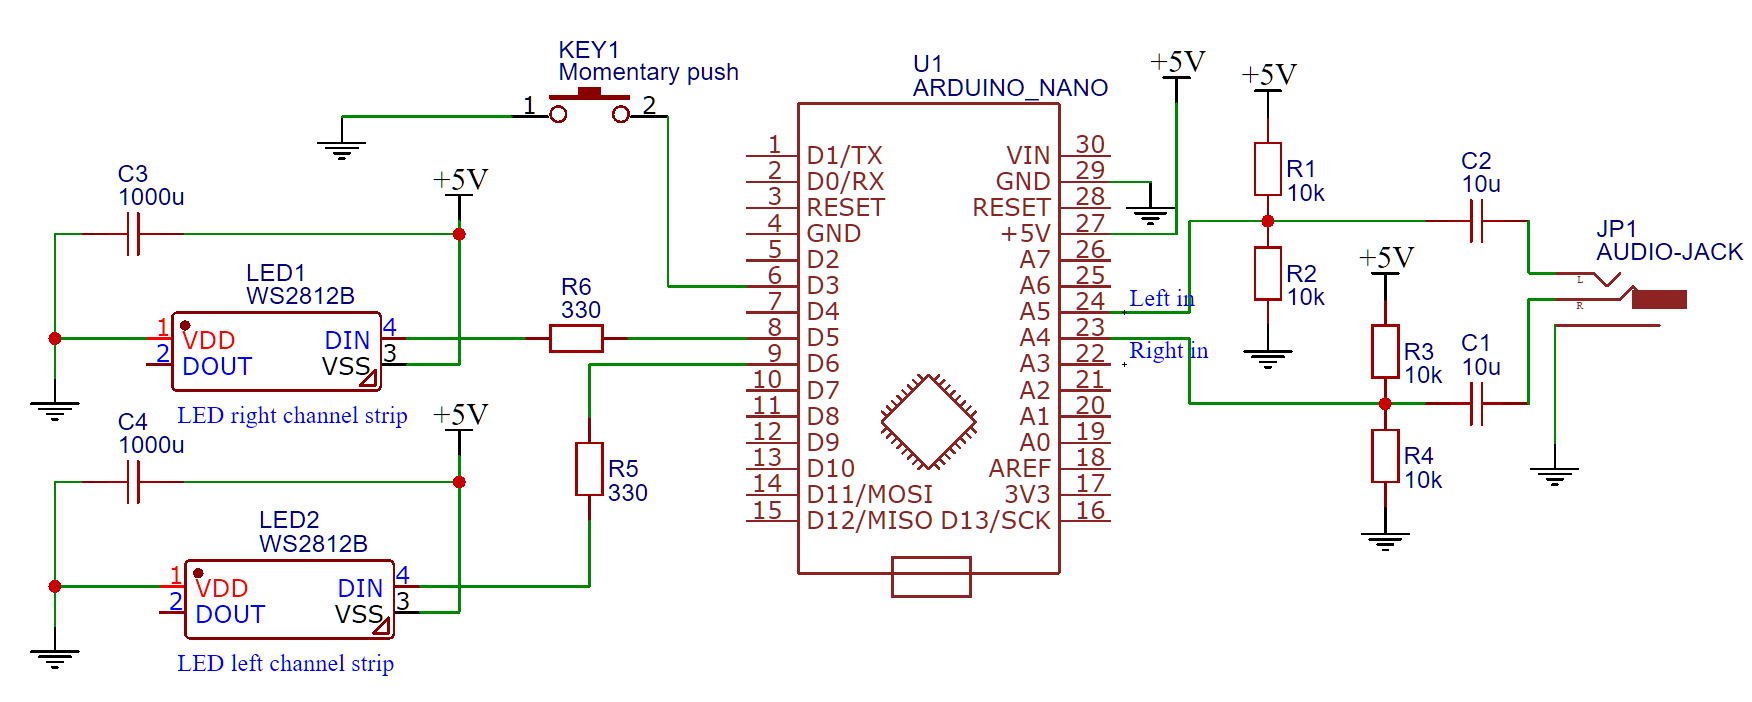 KEY1
Momentary push
1
2
U1
ARDUINO_NANO
+5V
+5V
1
2
3
4
5
6
7
8
9
10
11
12
13
14
15
D1/TX
D0/RX
RESET
GND
D2
D3
D4
D5
D6
D7
D8
D9
D10
D11/MOSI
D12/MISO
VIN
GND
RESET
+5V
A7
A6
A5
A4
A3
A2
A1
A0
AREF
3V3
D13/SCK
30
29
28
27
26
25
24
23
22
21
20
19
18
17
16
Left in
Right in
R1
10k
R2
10k
C2
10u
JP1
AUDIO-JACK
L
R
+5V
R3
10k
C1
10u
R4
10k
C3
1000u
+5V
LED1
WS2812B
1
2
VDD
DOUT
DIN
VSS
4
3
LED right channel strip
R6
330
C4
1000u
+5V
R5
330
LED2
WS2812B
1
2
VDD
DOUT
DIN
VSS
4
3
LED left channel strip